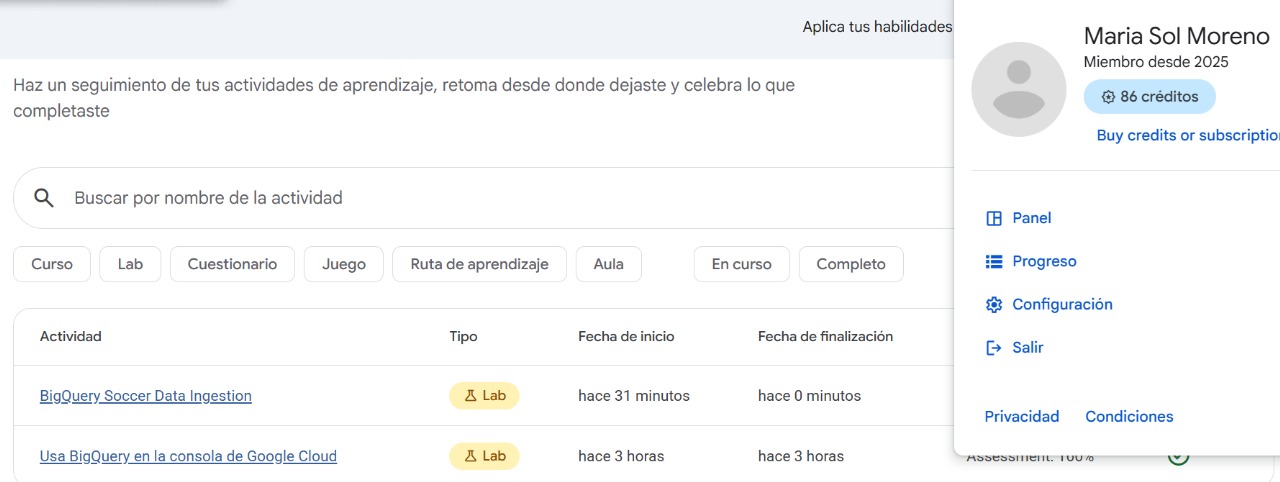 Aplica tus habilidades
Haz un seguimiento de tus actividades de aprendizaje, retoma desde donde dejaste y celebra lo que
completaste
Buscar por nombre de la actividad
Curso Lab Cuestionario Juego Ruta de aprendizaje Aula En curso Completo
Actividad Tipo Fecha de inicio Fecha de finalización
BigQuery Soccer Data Ingestion Lab hace 31 minutos hace 0 minutos
Usa BigQuery en la consola de Google Cloud Lab hace 3 horas hace 3 horas Assessment: 100%
Maria Sol Moreno
Miembro desde 2025
86 créditos
Buy credits or subscription
Panel
Progreso
Configuración
Salir
Privacidad Condiciones